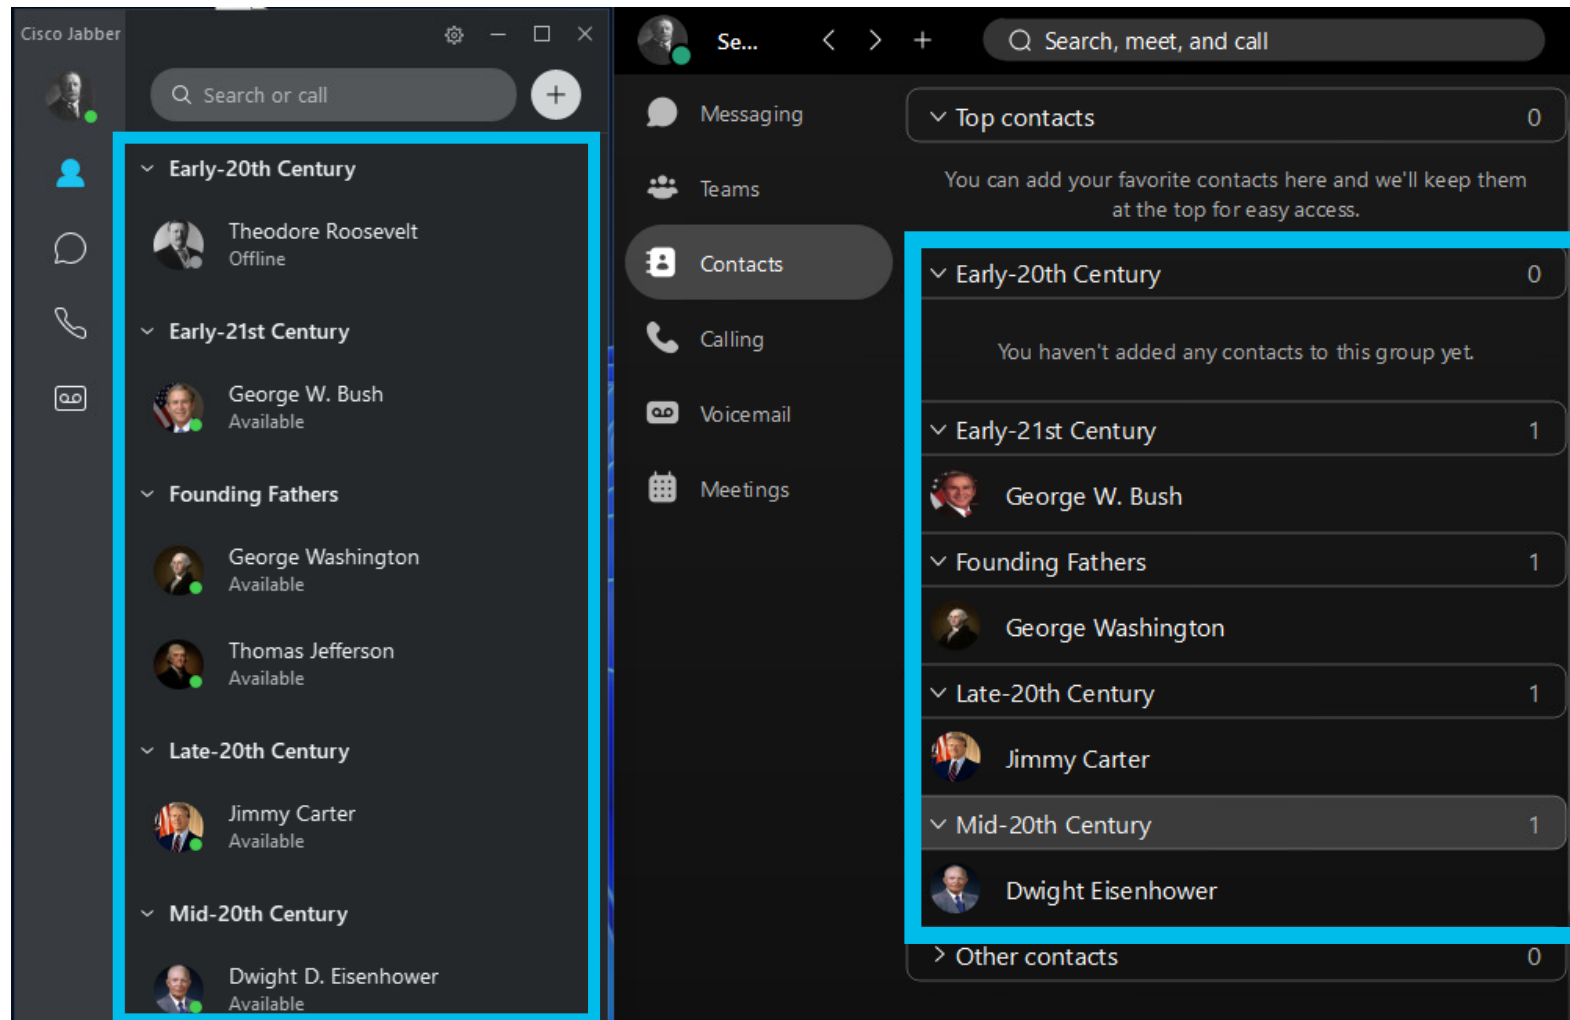 Cisco Jabber
Search or call
Early-20th Century
Theodore Roosevelt
Offline
Early-21st Century
George W. Bush
Available
Founding Fathers
George Washington
Available
Thomas Jefferson
Available
Late-20th Century
Jimmy Carter
Available
Mid-20th Century
Dwight D. Eisenhower
Available
Se...
Search, meet, and call
Messaging
Teams
Contacts
Calling
Voicemail
Meetings
Top contacts 0
You can add your favorite contacts here and we'll keep them
at the top for easy access.
Early-20th Century 0
You haven't added any contacts to this group yet.
Early-21st Century 1
George W. Bush
Founding Fathers 1
George Washington
Late-20th Century 1
Jimmy Carter
Mid-20th Century 1
Dwight Eisenhower
Other contacts 0